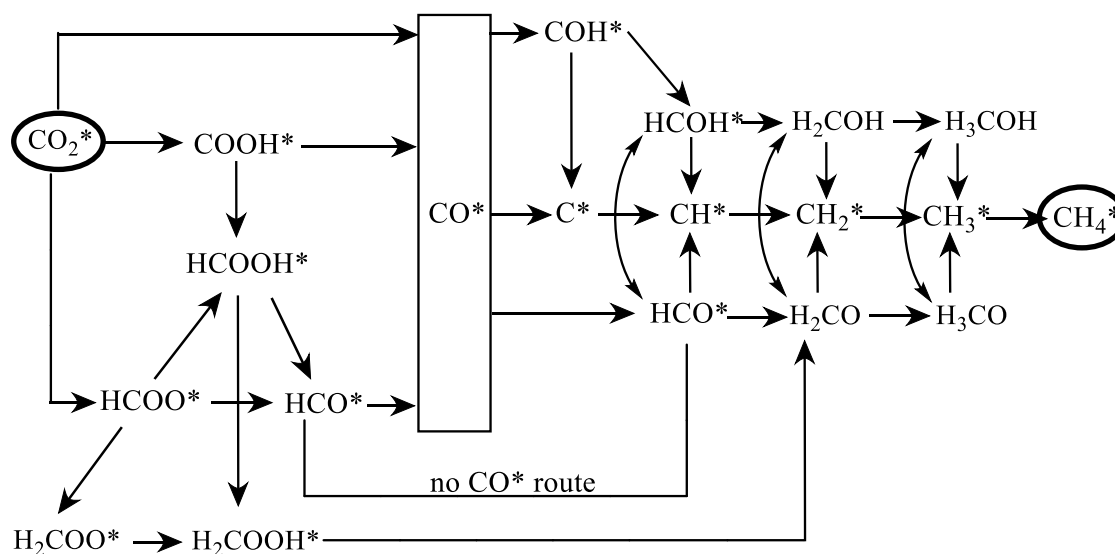 COH*
HCOH* H₂COH H₃COH
CO₂* COOH*
CO* C* CH* CH₂* CH₃* CH₄*
HCOOH*
HCO* H₂CO H₃CO
HCOO* HCO*
no CO* route
H₂COO* H₂COOH*